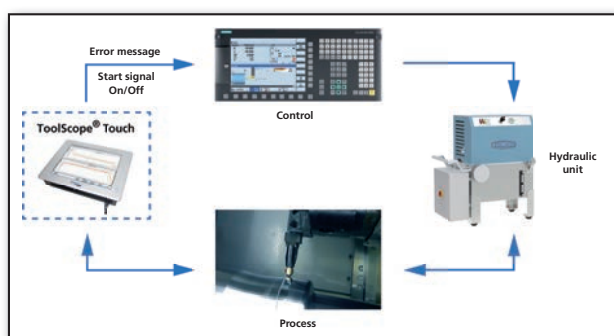 Error message
Start signal
On/Off
Control
ToolScope® Touch
Hydraulic
unit
Process